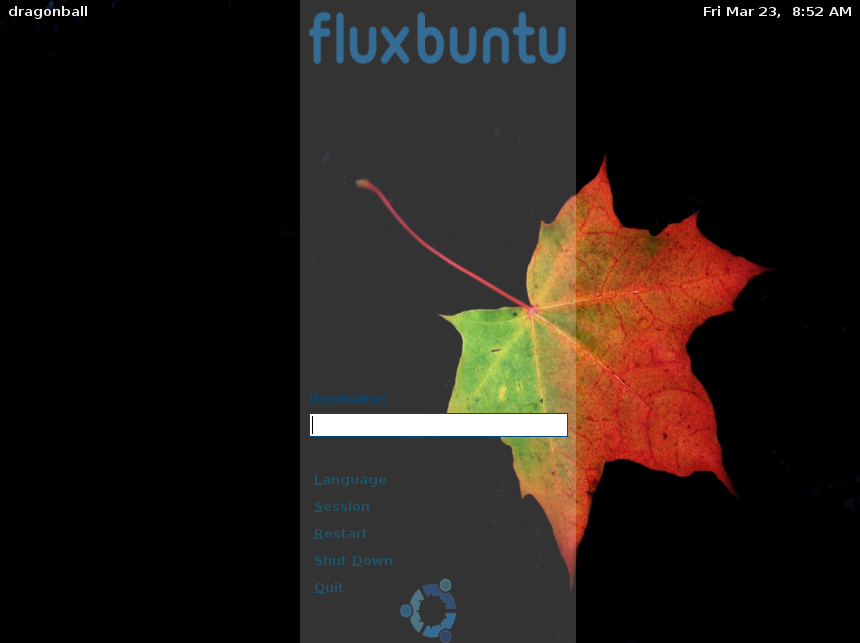 dragonball
Fri Mar 23,  8:52 AM
fluxbuntu
Username:
Language
Session
Restart
Shut Down
Quit